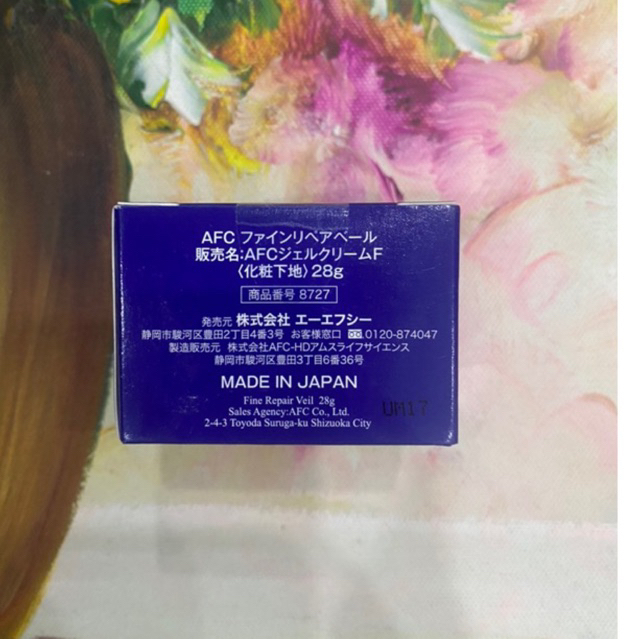 AFC ファインリペアベール
販売名:AFCジェルクリームF
〈化粧下地〉28g
商品番号 8727
発売元 株式会社 エーエフシー
静岡市駿河区豊田2丁目4番3号 お客様窓口 0120-874047
製造販売元 株式会社AFC-HDアムスライフサイエンス
静岡市駿河区豊田3丁目6番36号
MADE IN JAPAN
Fine Repair Veil 28g
Sales Agency:AFC Co., Ltd.
2-4-3 Toyoda Suruga-ku Shizuoka City
UM17